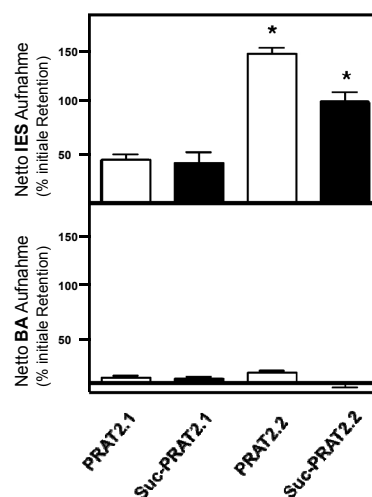 Netto IES Aufnahme
(% initiale Retention)
150
100
50
*
*
Netto BA Aufnahme
(% initiale Retention)
150
100
50
PRAT2.1
Suc-PRAT2.1
PRAT2.2
Suc-PRAT2.2